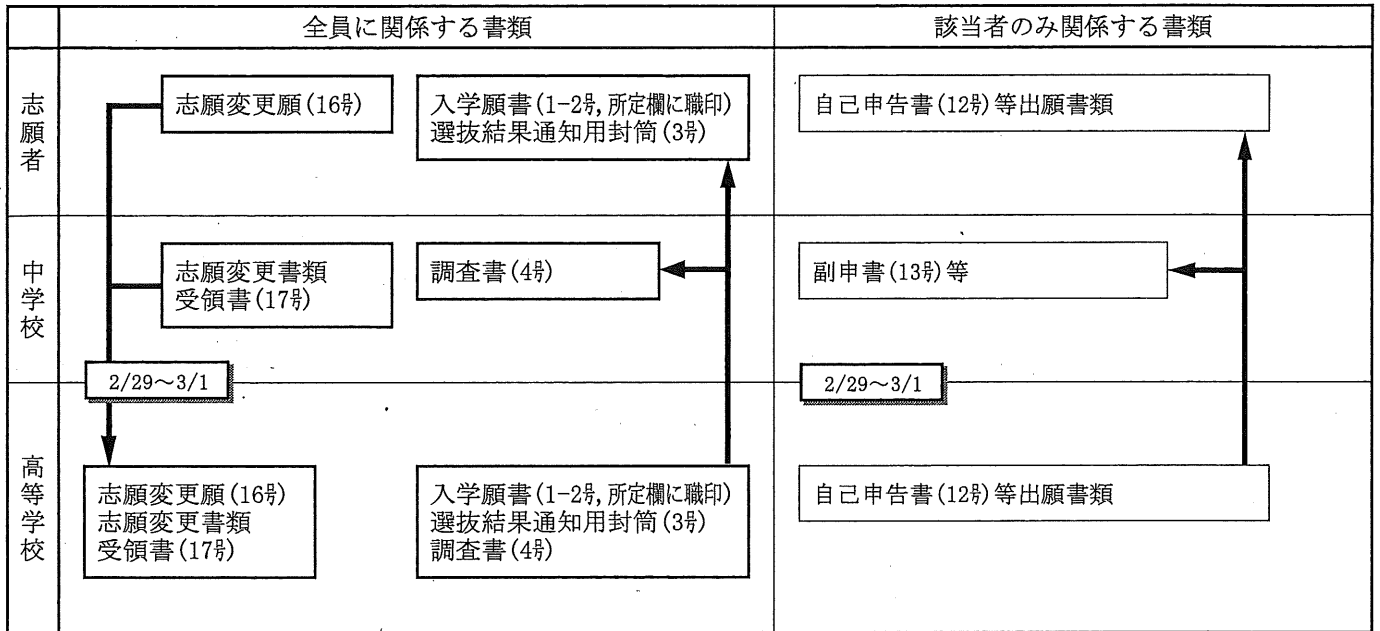 全員に関係する書類
該当者のみ関係する書類
志願者
志願変更願(16号)
入学願書(1-2号,所定欄に職印)
選抜結果通知用封筒(3号)
自己申告書(12号)等出願書類
中学校
志願変更書類
受領書(17号)
調査書(4号)
副申書(13号)等
2/29～3/1
2/29～3/1
高等学校
志願変更願(16号)
志願変更書類
受領書(17号)
入学願書(1-2号,所定欄に職印)
選抜結果通知用封筒(3号)
調査書(4号)
自己申告書(12号)等出願書類